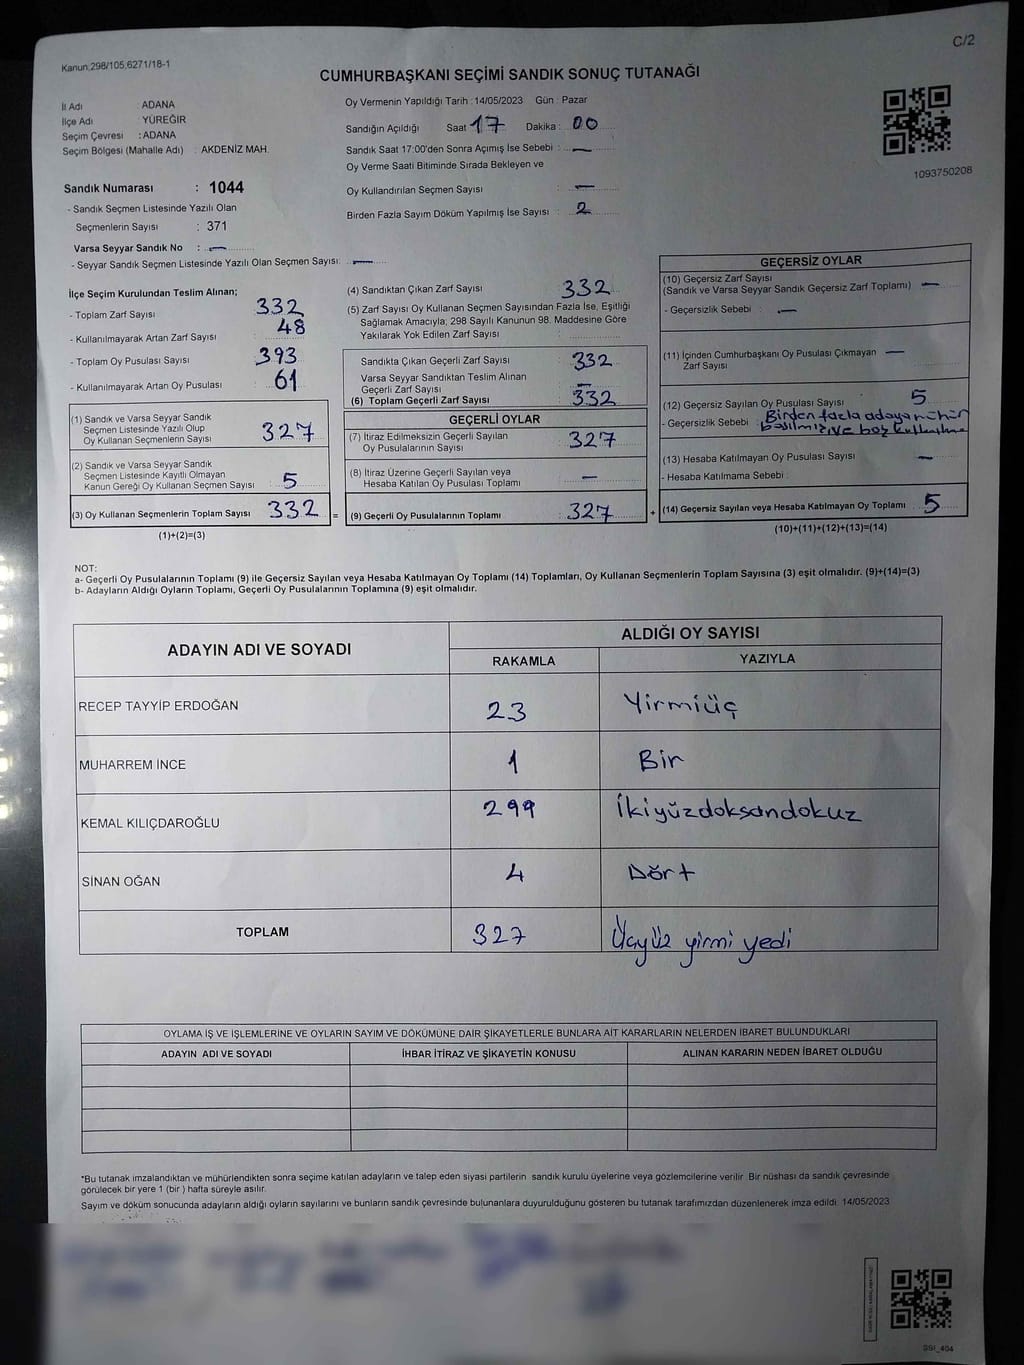 C/2
Kanun;298/105,6271/18-1
CUMHURBAŞKANI SEÇİMİ SANDIK SONUÇ TUTANAĞI
İl Adı : ADANA
İlçe Adı : YÜREĞİR
Seçim Çevresi : ADANA
Seçim Bölgesi (Mahalle Adı) : AKDENİZ MAH.
Sandık Numarası : 1044
- Sandık Seçmen Listesinde Yazılı Olan
Seçmenlerin Sayısı : 371
Varsa Seyyar Sandık No : —
- Seyyar Sandık Seçmen Listesinde Yazılı Olan Seçmen Sayısı: —
Oy Vermenin Yapıldığı Tarih : 14/05/2023 Gün : Pazar
Sandığın Açıldığı Saat 17 Dakika : 00
Sandık Saat 17:00'den Sonra Açımış İse Sebebi : —
Oy Verme Saati Bitiminde Sırada Bekleyen ve
Oy Kullandırılan Seçmen Sayısı —
Birden Fazla Sayım Döküm Yapılmış İse Sayısı : 2
1093750208
İlçe Seçim Kurulundan Teslim Alınan;
- Toplam Zarf Sayısı 332
- Kullanılmayarak Artan Zarf Sayısı 48
- Toplam Oy Pusulası Sayısı 393
- Kullanılmayarak Artan Oy Pusulası 61
(1) Sandık ve Varsa Seyyar Sandık
Seçmen Listesinde Yazılı Olup
Oy Kullanan Seçmenlerin Sayısı 327
(2) Sandık ve Varsa Seyyar Sandık
Seçmen Listesinde Kayıtlı Olmayan
Kanun Gereği Oy Kullanan Seçmen Sayısı 5
(3) Oy Kullanan Seçmenlerin Toplam Sayısı 332 =
(1)+(2)=(3)
(4) Sandıktan Çıkan Zarf Sayısı 332
(5) Zarf Sayısı Oy Kullanan Seçmen Sayısından Fazla İse, Eşitliği
Sağlamak Amacıyla; 298 Sayılı Kanunun 98. Maddesine Göre
Yakılarak Yok Edilen Zarf Sayısı :
Sandıkta Çıkan Geçerli Zarf Sayısı 332
Varsa Seyyar Sandıktan Teslim Alınan
Geçerli Zarf Sayısı —
(6) Toplam Geçerli Zarf Sayısı 332
GEÇERLİ OYLAR
(7) İtiraz Edilmeksizin Geçerli Sayılan
Oy Pusulalarının Sayısı 327
(8) İtiraz Üzerine Geçerli Sayılan veya
Hesaba Katılan Oy Pusulası Toplamı —
(9) Geçerli Oy Pusulalarının Toplamı 327 +
GEÇERSİZ OYLAR
(10) Geçersiz Zarf Sayısı
(Sandık ve Varsa Seyyar Sandık Geçersiz Zarf Toplamı) —
- Geçersizlik Sebebi : —
(11) İçinden Cumhurbaşkanı Oy Pusulası Çıkmayan —
Zarf Sayısı
(12) Geçersiz Sayılan Oy Pusulası Sayısı 5
- Geçersizlik Sebebi Birden fazla adaya mühür
ve boş
(13) Hesaba Katılmayan Oy Pusulası Sayısı —
- Hesaba Katılmama Sebebi :
(14) Geçersiz Sayılan veya Hesaba Katılmayan Oy Toplamı 5
(10)+(11)+(12)+(13)=(14)
NOT:
a- Geçerli Oy Pusulalarının Toplamı (9) ile Geçersiz Sayılan veya Hesaba Katılmayan Oy Toplamı (14) Toplamları, Oy Kullanan Seçmenlerin Toplam Sayısına (3) eşit olmalıdır. (9)+(14)=(3)
b- Adayların Aldığı Oyların Toplamı, Geçerli Oy Pusulalarının Toplamına (9) eşit olmalıdır.
ADAYIN ADI VE SOYADI ALDIĞI OY SAYISI
RAKAMLA YAZIYLA
RECEP TAYYİP ERDOĞAN 23 Yirmiüç
MUHARREM İNCE 1 Bir
KEMAL KILIÇDAROĞLU 299 İkiyüzdoksandokuz
SİNAN OĞAN 4 Dört
TOPLAM 327 Üçyüz yirmi yedi
OYLAMA İŞ VE İŞLEMLERİNE VE OYLARIN SAYIM VE DÖKÜMÜNE DAİR ŞİKAYETLERLE BUNLARA AİT KARARLARIN NELERDEN İBARET BULUNDUKLARI
ADAYIN ADI VE SOYADI İHBAR İTİRAZ VE ŞİKAYETİN KONUSU ALINAN KARARIN NEDEN İBARET OLDUĞU
*Bu tutanak imzalandıktan ve mühürlendikten sonra seçime katılan adayların ve talep eden siyasi partilerin sandık kurulu üyelerine veya gözlemcilerine verilir. Bir nüshası da sandık çevresinde
görülecek bir yere 1 (bir) hafta süreyle asılır.
Sayım ve döküm sonucunda adayların aldığı oyların sayılarını ve bunların sandık çevresinde bulunanlara duyurulduğunu gösteren bu tutanak tarafımızdan düzenlenerek imza edildi. 14/05/2023
SSI_404